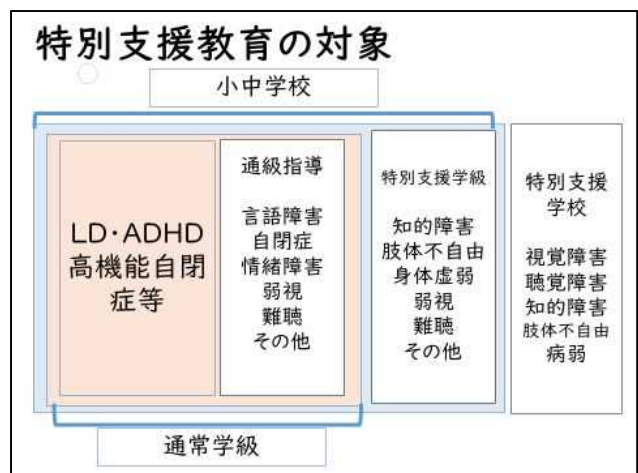 特別支援教育の対象
小中学校
LD・ADHD
高機能自閉
症等
通級指導
言語障害
自閉症
情緒障害
弱視
難聴
その他
特別支援学級
知的障害
肢体不自由
身体虚弱
弱視
難聴
その他
特別支援
学校
視覚障害
聴覚障害
知的障害
肢体不自由
病弱
通常学級